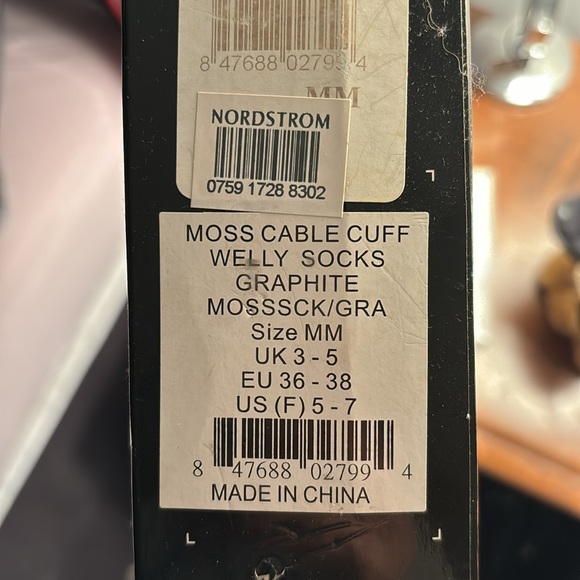 8 47688 02799 4
MM
NORDSTROM
0759 1728 8302
MOSS CABLE CUFF
WELLY SOCKS
GRAPHITE
MOSSSCK/GRA
Size MM
UK 3 - 5
EU 36 - 38
US (F) 5 - 7
8 47688 02799 4
MADE IN CHINA